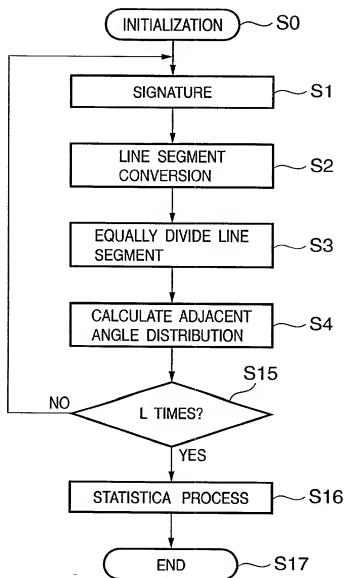 INITIALIZATION S0
SIGNATURE S1
LINE SEGMENT
CONVERSION S2
EQUALLY DIVIDE LINE
SEGMENT S3
CALCULATE ADJACENT
ANGLE DISTRIBUTION S4
S15
NO
L TIMES?
YES
STATISTICA PROCESS S16
END S17